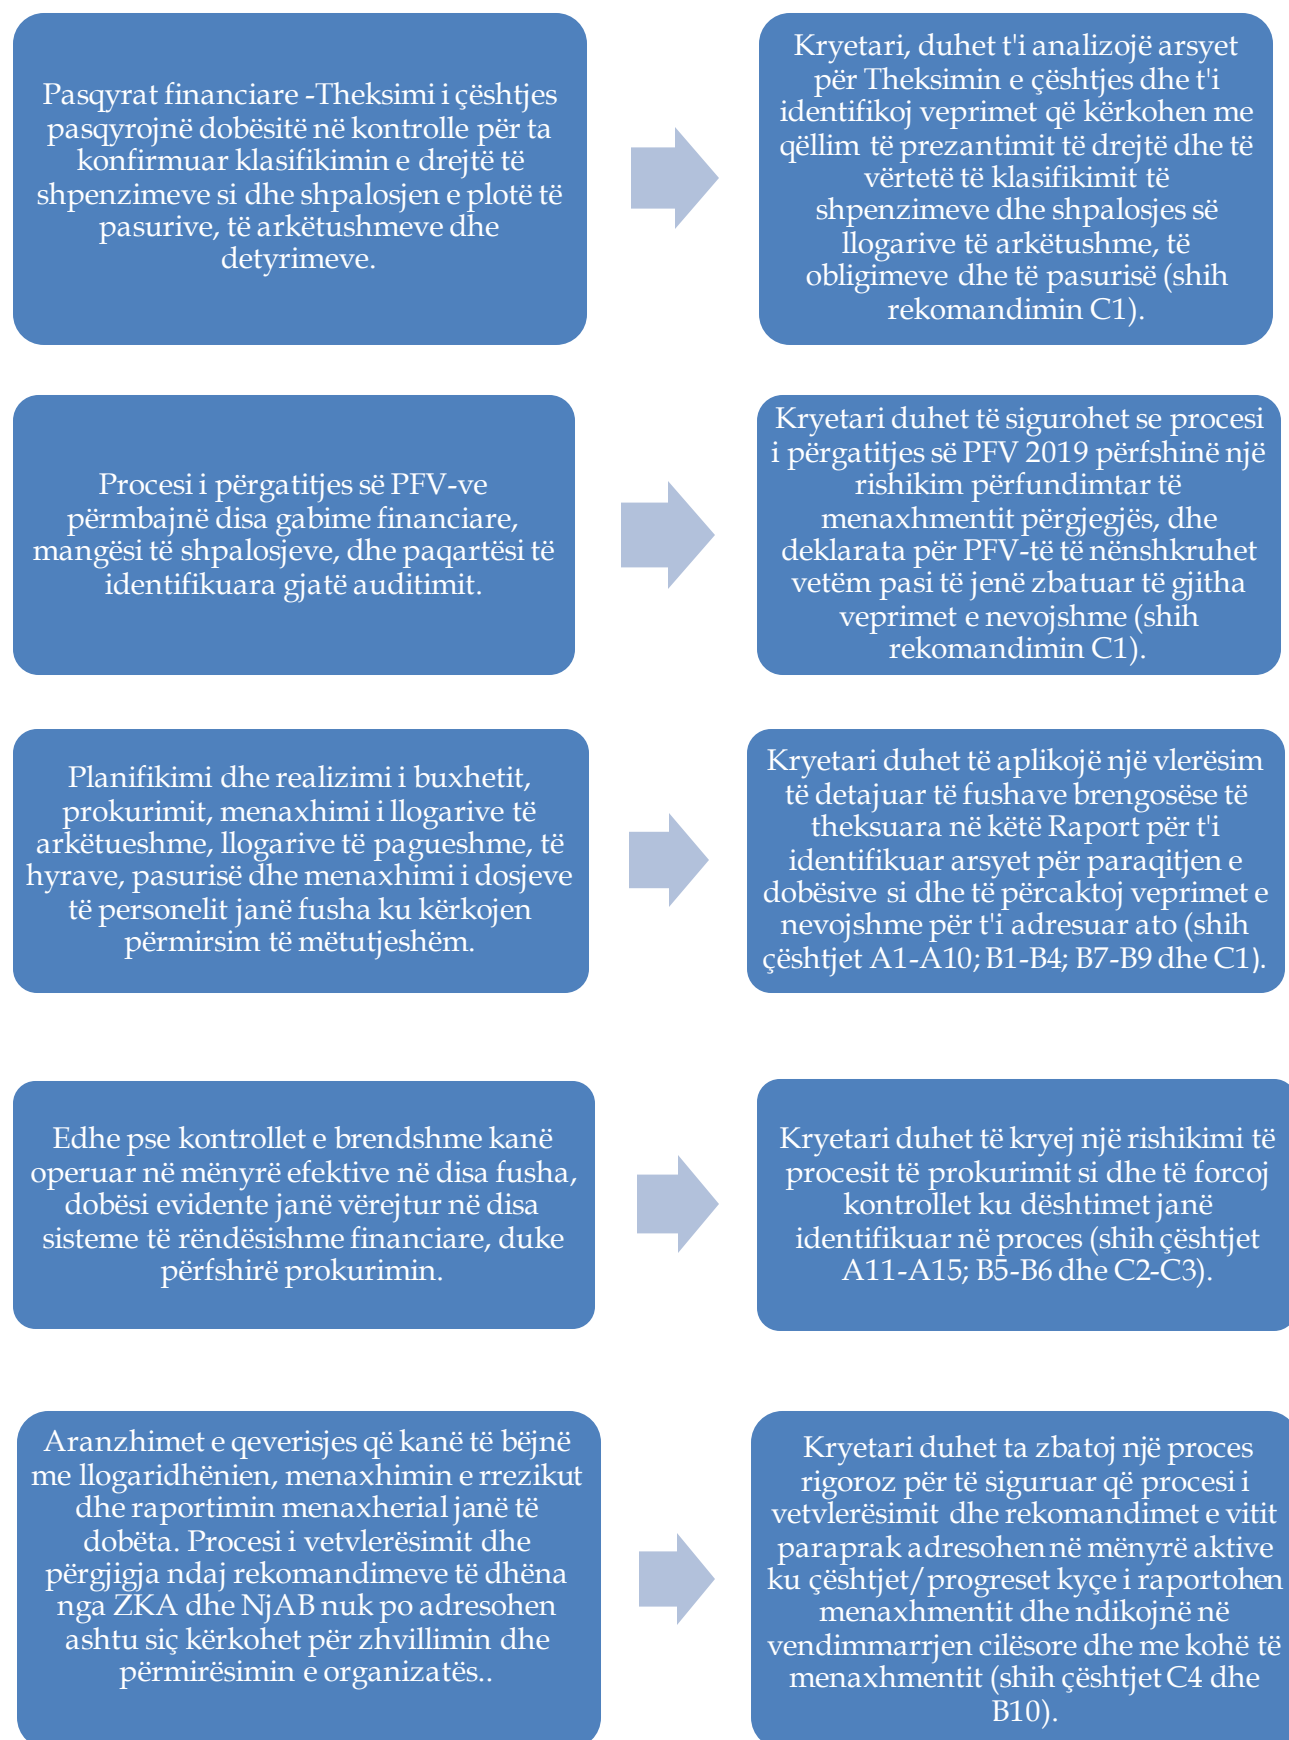 Pasqyrat financiare -Theksimi i çështjes
pasqyrojnë dobësitë në kontrolle për ta
konfirmuar klasifikimin e drejtë të
shpenzimeve si dhe shpalosjen e plotë të
pasurive, të arkëtushmeve dhe
detyrimeve.
Kryetari, duhet t'i analizojë arsyet
për Theksimin e çështjes dhe t'i
identifikoj veprimet që kërkohen me
qëllim të prezantimit të drejtë dhe të
vërtetë të klasifikimit të
shpenzimeve dhe shpalosjes së
llogarive të arkëtushme, të
obligimeve dhe të pasurisë (shih
rekomandimin C1).
Procesi i përgatitjes së PFV-ve
përmbajnë disa gabime financiare,
mangësi të shpalosjeve, dhe paqartësi të
identifikuara gjatë auditimit.
Kryetari duhet të sigurohet se procesi
i përgatitjes së PFV 2019 përfshinë një
rishikim përfundimtar të
menaxhmentit përgjegjës, dhe
deklarata për PFV-të të nënshkruhet
vetëm pasi të jenë zbatuar të gjitha
veprimet e nevojshme (shih
rekomandimin C1).
Planifikimi dhe realizimi i buxhetit,
prokurimit, menaxhimi i llogarive të
arkëtueshme, llogarive të pagueshme, të
hyrave, pasurisë dhe menaxhimi i dosjeve
të personelit janë fusha ku kërkojen
përmirsim të mëtutjeshëm.
Kryetari duhet të aplikojë një vlerësim
të detajuar të fushave brengosëse të
theksuara në këtë Raport për t'i
identifikuar arsyet për paraqitjen e
dobësive si dhe të përcaktoj veprimet e
nevojshme për t'i adresuar ato (shih
çështjet A1-A10; B1-B4; B7-B9 dhe C1).
Edhe pse kontrollet e brendshme kanë
operuar në mënyrë efektive në disa fusha,
dobësi evidente janë vërejtur në disa
sisteme të rëndësishme financiare, duke
përfshirë prokurimin.
Kryetari duhet të kryej një rishikimi të
procesit të prokurimit si dhe të forcoj
kontrollet ku dështimet janë
identifikuar në proces (shih çështjet
A11-A15; B5-B6 dhe C2-C3).
Aranzhimet e qeverisjes që kanë të bëjnë
me llogaridhënien, menaxhimin e rrezikut
dhe raportimin menaxherial janë të
dobëta. Procesi i vetvlerësimit dhe
përgjigja ndaj rekomandimeve të dhëna
nga ZKA dhe NjAB nuk po adresohen
ashtu siç kërkohet për zhvillimin dhe
përmirësimin e organizatës..
Kryetari duhet ta zbatoj një proces
rigoroz për të siguruar që procesi i
vetvlerësimit dhe rekomandimet e vitit
paraprak adresohen në mënyrë aktive
ku çështjet/progreset kyçe i raportohen
menaxhmentit dhe ndikojnë në
vendimmarrjen cilësore dhe me kohë të
menaxhmentit (shih çështjet C4 dhe
B10).